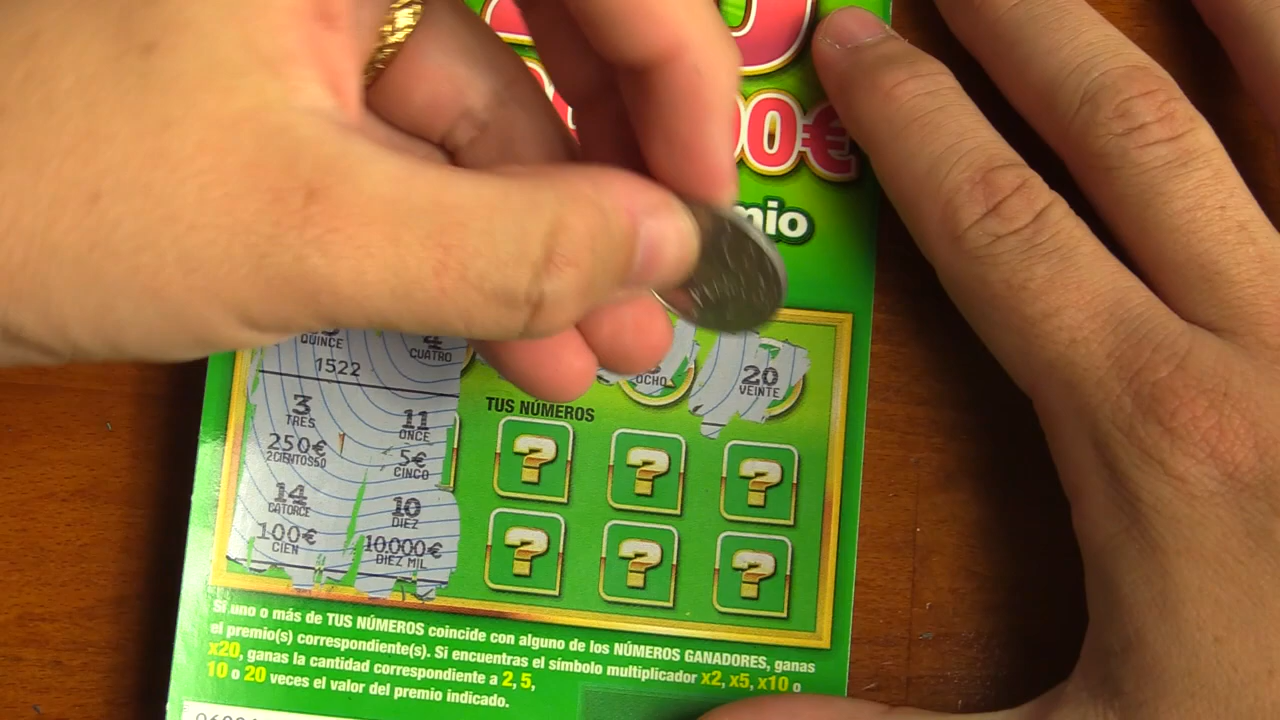 00€
QUINCE
4
CUATRO
1522
3
TRES
11
ONCE
250€
2CIENTOS50
5€
CINCO
14
CATORCE
10
DIEZ
100€
CIEN
10.000€
DIEZ MIL
OCHO
20
VEINTE
TUS NÚMEROS
? ? ?
? ? ?
Si uno o más de TUS NÚMEROS coincide con alguno de los NÚMEROS GANADORES, ganas
el premio(s) correspondiente(s). Si encuentras el símbolo multiplicador x2, x5, x10 o
x20, ganas la cantidad correspondiente a 2, 5,
10 o 20 veces el valor del premio indicado.